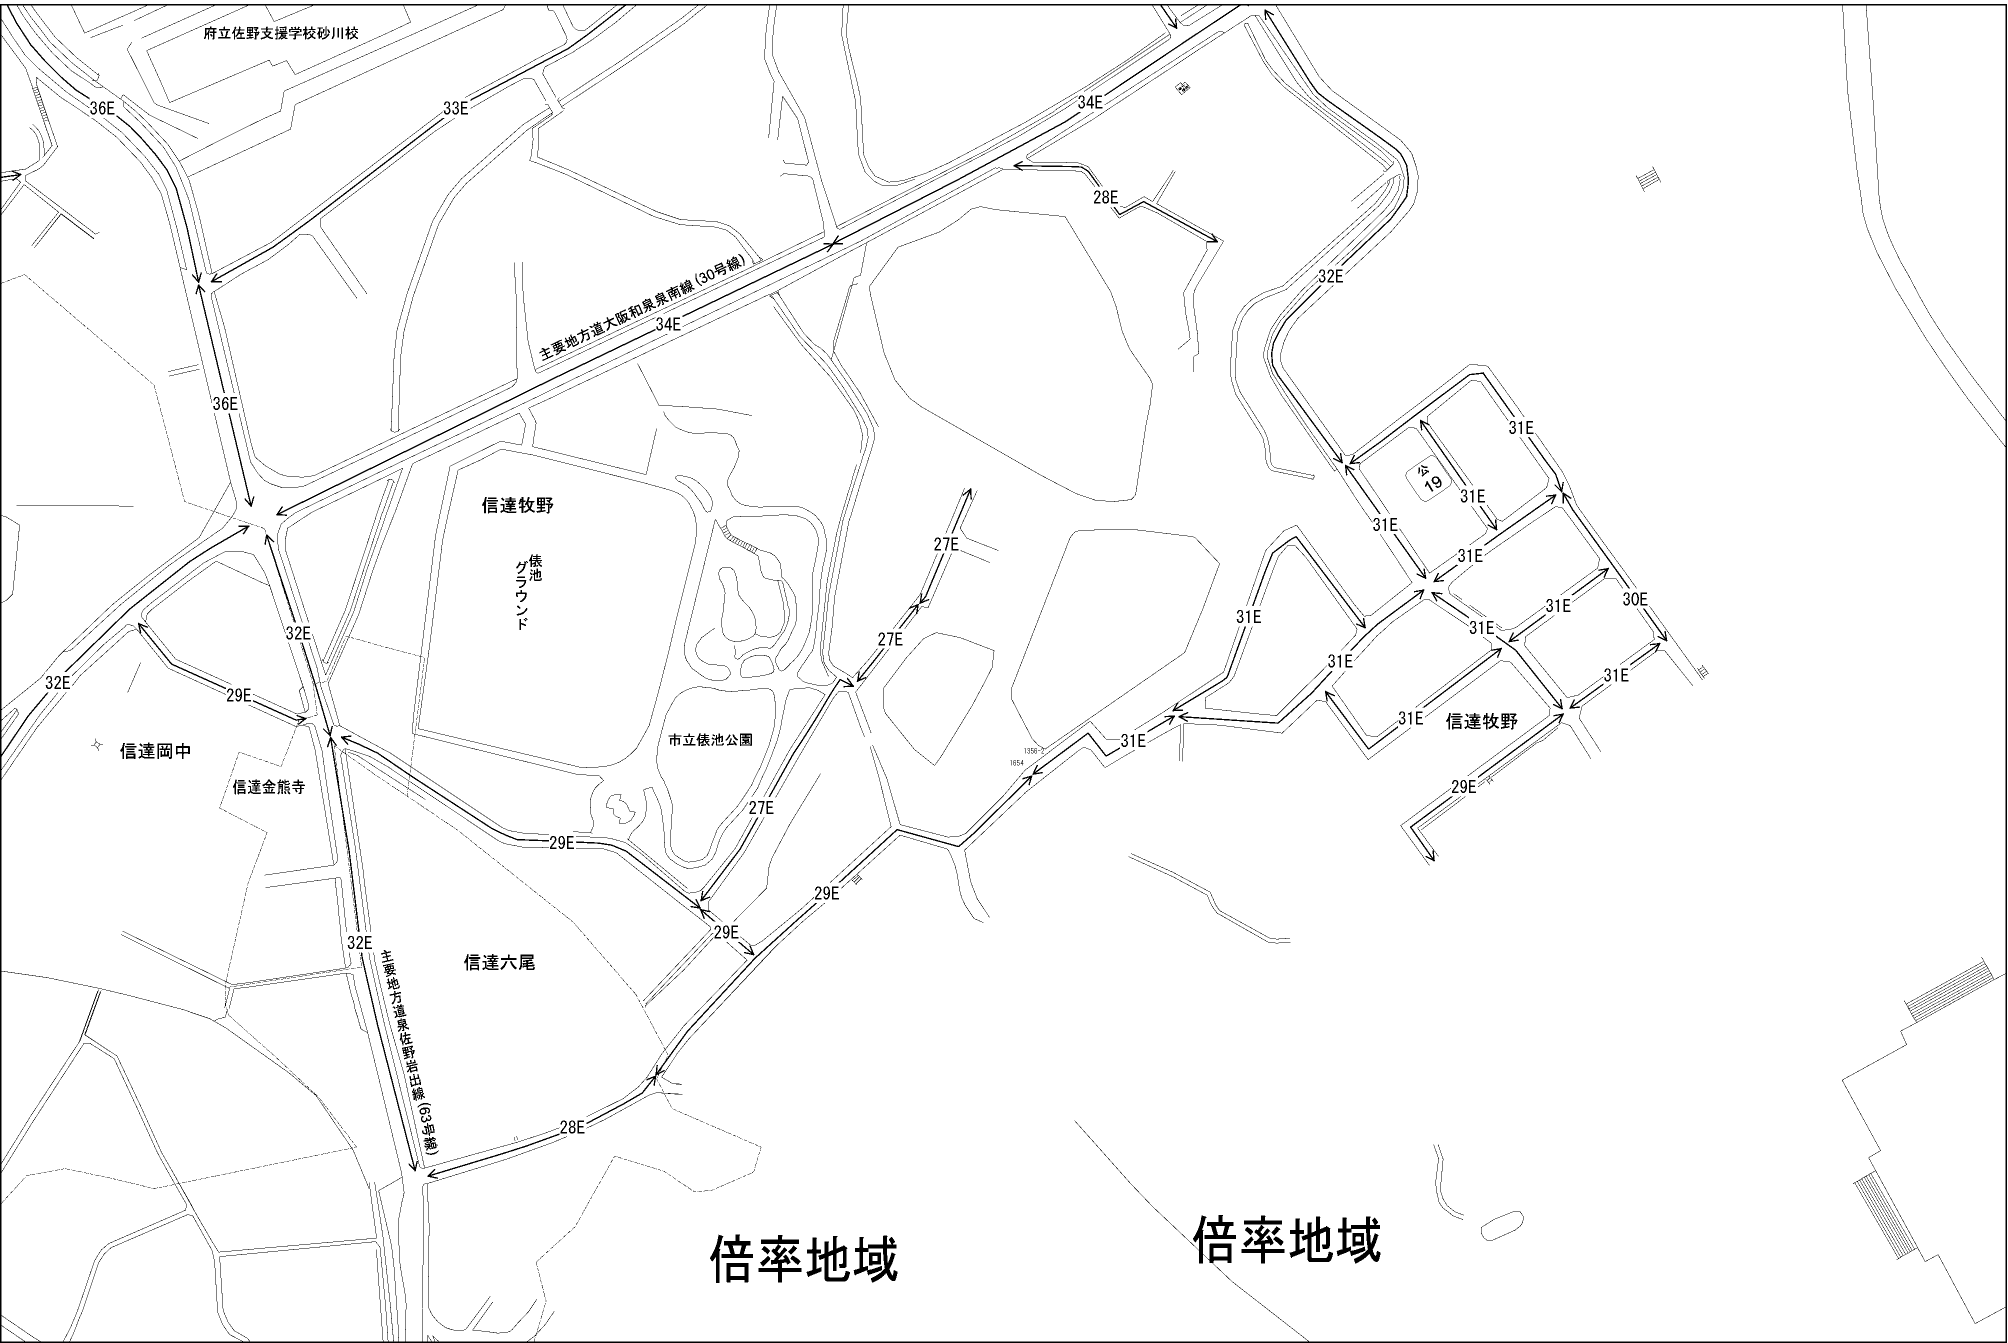 府立佐野支援学校砂川校
36E
33E
34E
28E
32E
主要地方道大阪和泉泉南線(30号線)
34E
36E
31E
公
19
31E
31E
31E
信達牧野
27E
俵池
グラウンド
31E
30E
31E
31E
32E
27E
31E
31E
32E
29E
31E
31E
信達牧野
31E
市立俵池公園
信達岡中
1356-2
1654
信達金熊寺
29E
27E
29E
29E
29E
32E
主要地方道泉佐野岩出線(63号線)
信達六尾
28E
倍率地域
倍率地域